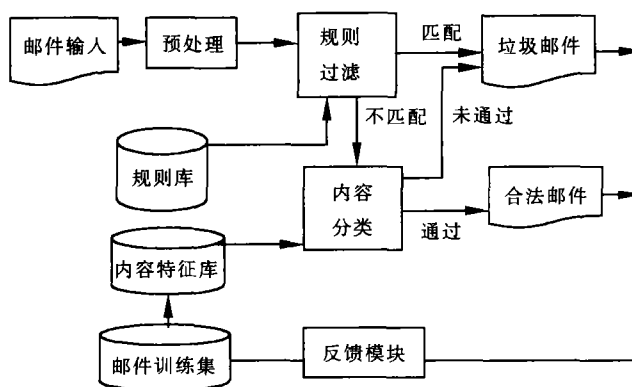 邮件输入
预处理
规则
过滤
匹配
垃圾邮件
不匹配
未通过
规则库
内容
分类
合法邮件
通过
内容特征库
邮件训练集
反馈模块